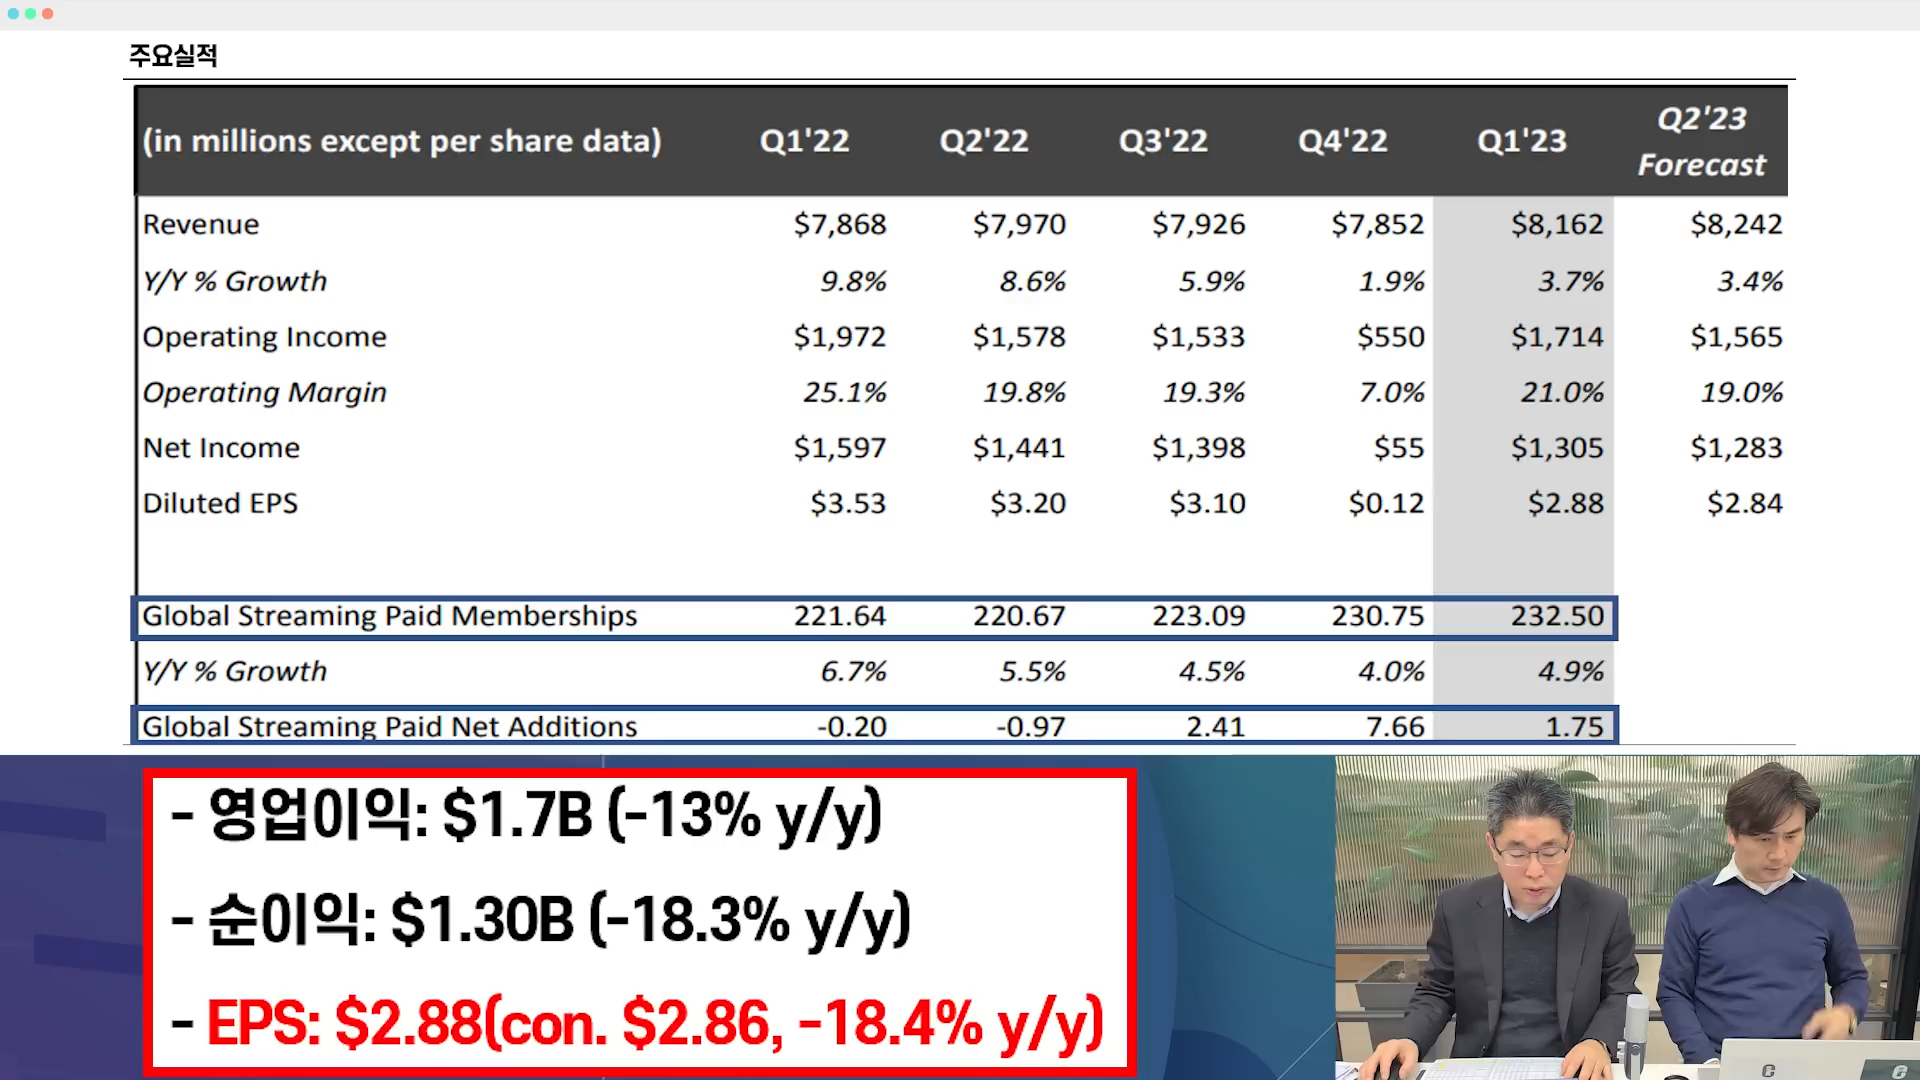 주요실적
(in millions except per share data) Q1'22 Q2'22 Q3'22 Q4'22 Q1'23 Q2'23 Forecast
Revenue $7,868 $7,970 $7,926 $7,852 $8,162 $8,242
Y/Y % Growth 9.8% 8.6% 5.9% 1.9% 3.7% 3.4%
Operating Income $1,972 $1,578 $1,533 $550 $1,714 $1,565
Operating Margin 25.1% 19.8% 19.3% 7.0% 21.0% 19.0%
Net Income $1,597 $1,441 $1,398 $55 $1,305 $1,283
Diluted EPS $3.53 $3.20 $3.10 $0.12 $2.88 $2.84
Global Streaming Paid Memberships 221.64 220.67 223.09 230.75 232.50
Y/Y % Growth 6.7% 5.5% 4.5% 4.0% 4.9%
Global Streaming Paid Net Additions -0.20 -0.97 2.41 7.66 1.75
- 영업이익: $1.7B (-13% y/y)
- 순이익: $1.30B (-18.3% y/y)
- EPS: $2.88(con. $2.86, -18.4% y/y)